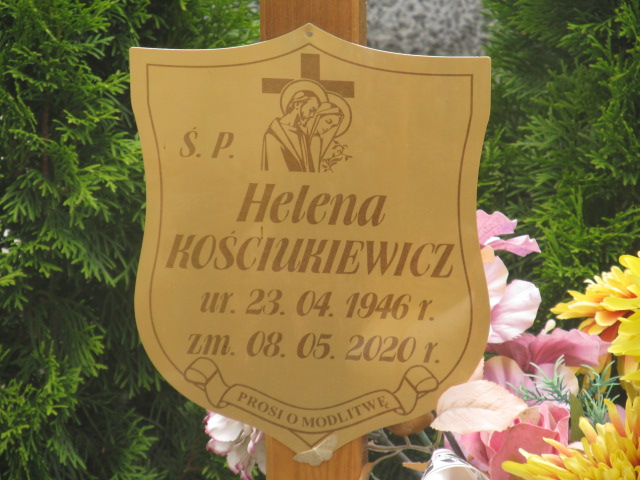 Ś. P.
Helena
KOŚCIUKIEWICZ
ur. 23. 04. 1946 r.
zm. 08. 05. 2020 r.
PROSI O MODLITWĘ